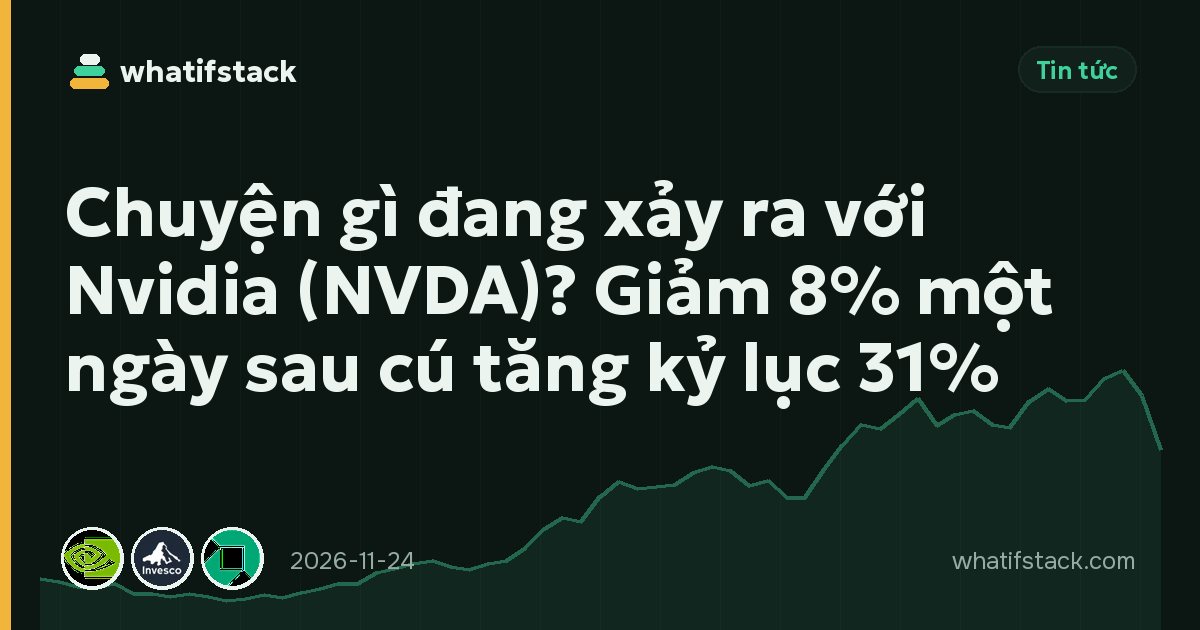 whatifstack
Tin tức
Chuyện gì đang xảy ra với
Nvidia (NVDA)? Giảm 8% một
ngày sau cú tăng kỷ lục 31%
Invesco
2026-11-24
whatifstack.com